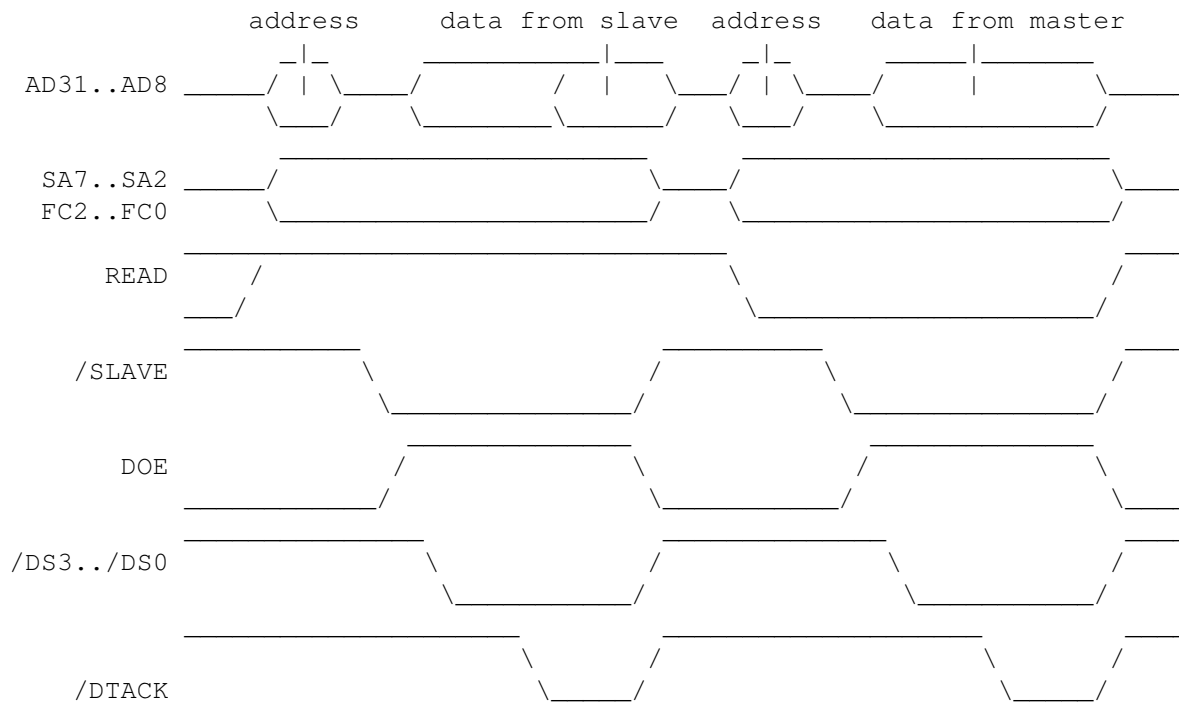 address data from slave address data from master
AD31..AD8
SA7..SA2
FC2..FC0
READ
/SLAVE
DOE
/DS3../DS0
/DTACK